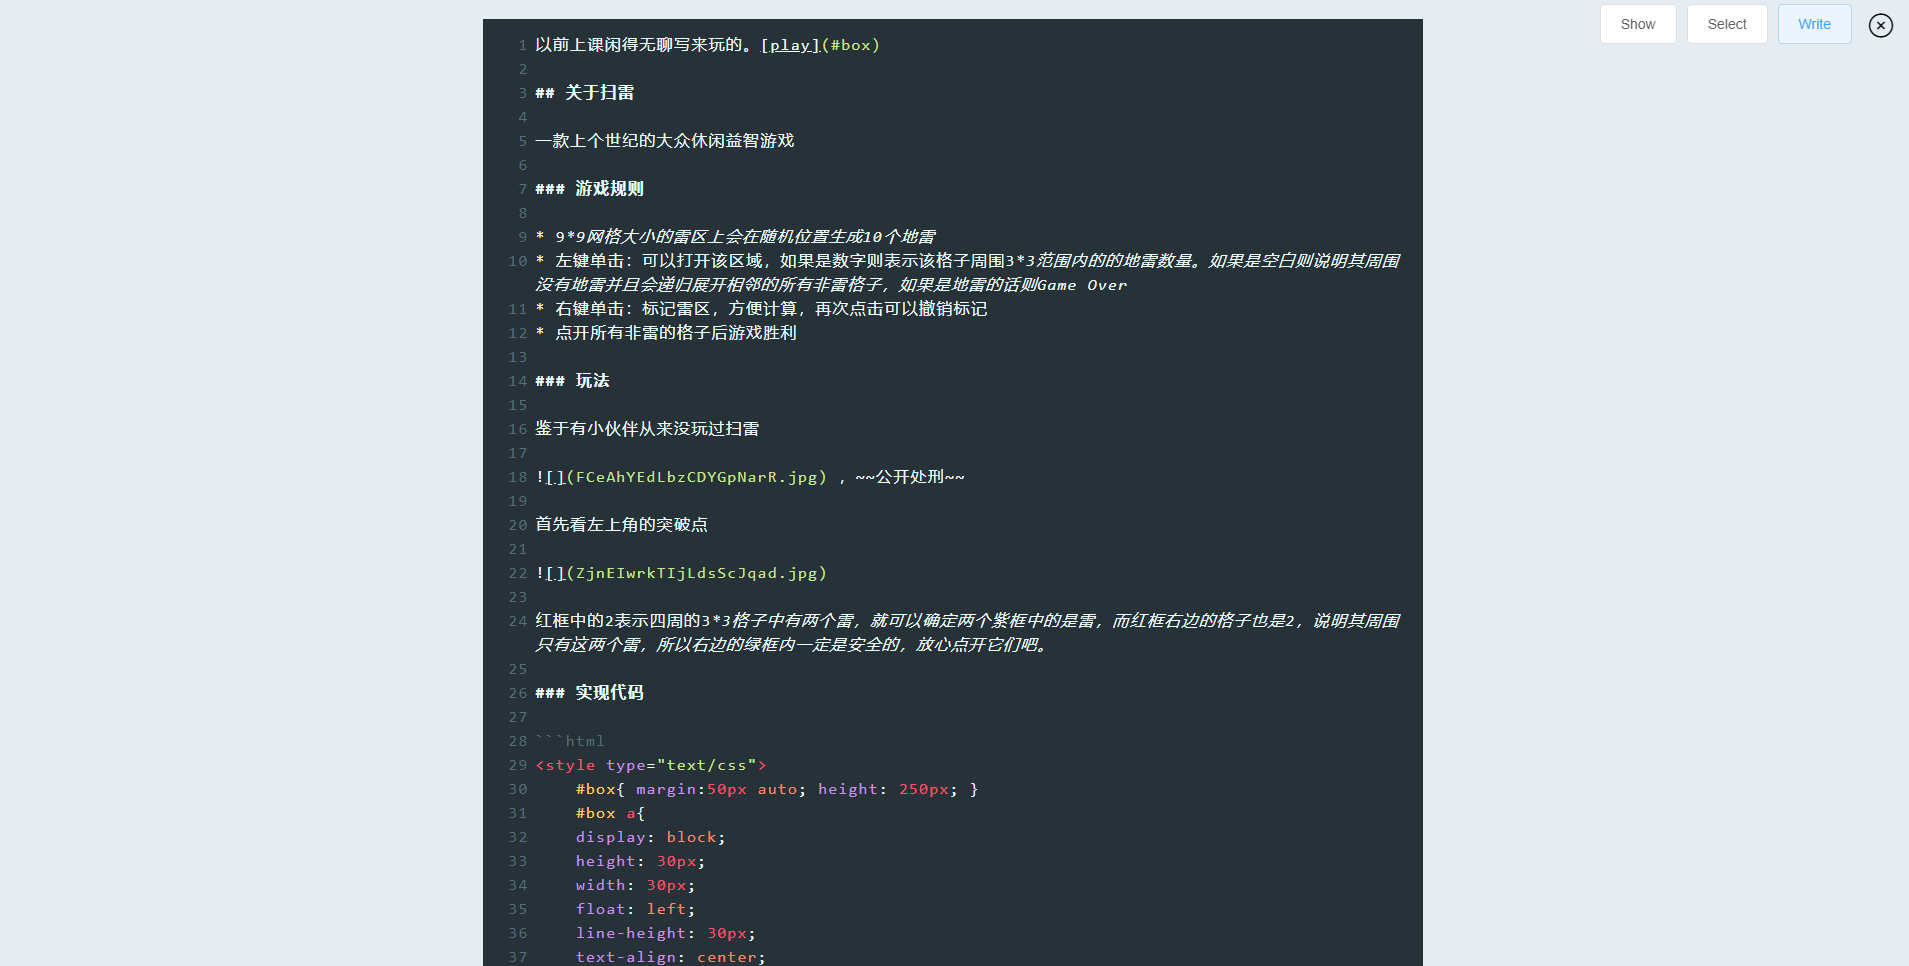 Show
Select
Write
1 以前上课闲得无聊写来玩的。[play](#box)
2
3 ## 关于扫雷
4
5 一款上个世纪的大众休闲益智游戏
6
7 ### 游戏规则
8
9 * 9*9网格大小的雷区上会在随机位置生成10个地雷
10 * 左键单击：可以打开该区域，如果是数字则表示该格子周围3*3范围内的的地雷数量。如果是空白则说明其周围
没有地雷并且会递归展开相邻的所有非雷格子，如果是地雷的话则Game Over
11 * 右键单击：标记雷区，方便计算，再次点击可以撤销标记
12 * 点开所有非雷的格子后游戏胜利
13
14 ### 玩法
15
16 鉴于有小伙伴从来没玩过扫雷
17
18 ![](FCeAhYEdLbzCDYGpNarR.jpg) ，~~公开处刑~~
19
20 首先看左上角的突破点
21
22 ![](ZjnEIwrkTIjLdsScJqad.jpg)
23
24 红框中的2表示四周的3*3格子中有两个雷，就可以确定两个紫框中的是雷，而红框右边的格子也是2，说明其周围
只有这两个雷，所以右边的绿框内一定是安全的，放心点开它们吧。
25
26 ### 实现代码
27
28 ```html
29 <style type="text/css">
30     #box{ margin:50px auto; height: 250px; }
31     #box a{
32     display: block;
33     height: 30px;
34     width: 30px;
35     float: left;
36     line-height: 30px;
37     text-align: center;